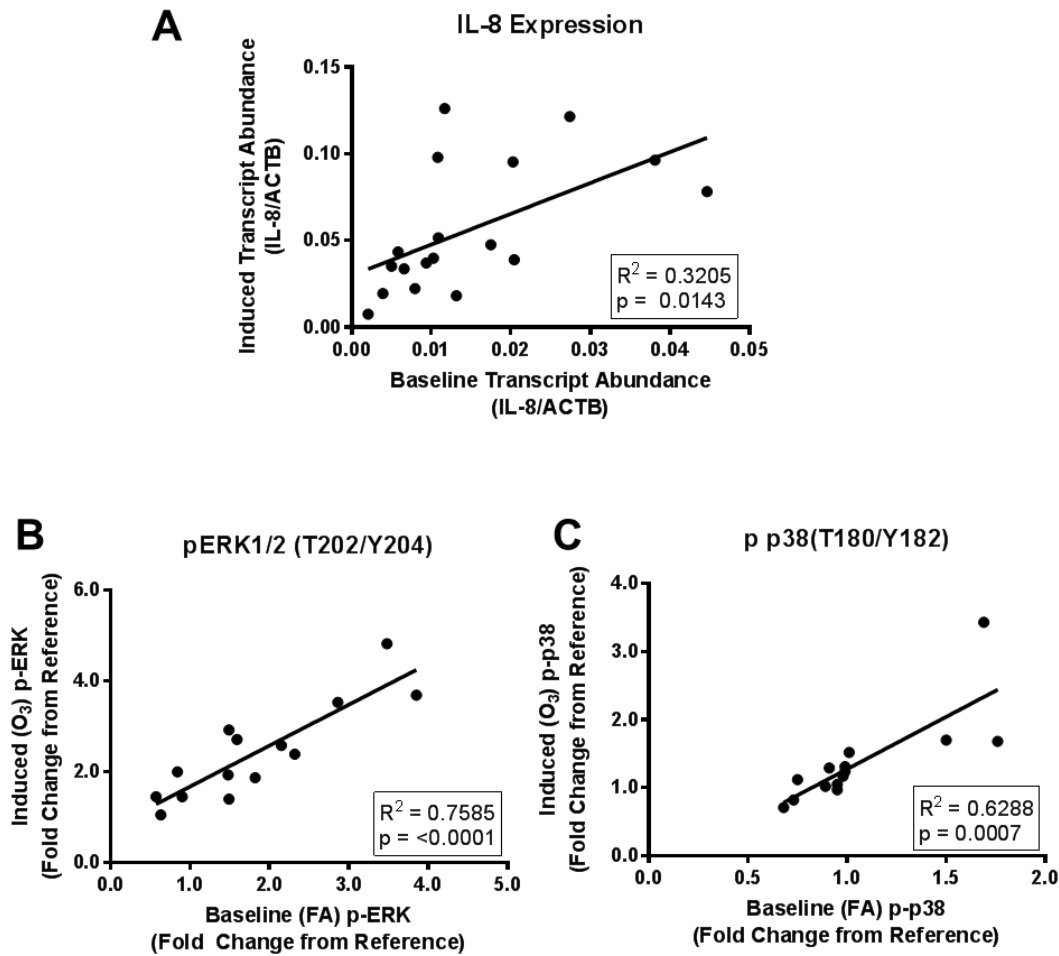 A
IL-8 Expression
Induced Transcript Abundance
(IL-8/ACTB)
0.15
0.10
0.05
0.00
R2 = 0.3205
p =  0.0143
0.00 0.01 0.02 0.03 0.04 0.05
Baseline Transcript Abundance
(IL-8/ACTB)
B
pERK1/2 (T202/Y204)
Induced (O3) p-ERK
(Fold Change from Reference)
6.0
4.0
2.0
0.0
R2 = 0.7585
p = <0.0001
0.0 1.0 2.0 3.0 4.0 5.0
Baseline (FA) p-ERK
(Fold Change from Reference)
C
p p38(T180/Y182)
Induced (O3) p-p38
(Fold Change from Reference)
4.0
3.0
2.0
1.0
0.0
R2 = 0.6288
p = 0.0007
0.0 0.5 1.0 1.5 2.0
Baseline (FA) p-p38
(Fold Change from Reference)